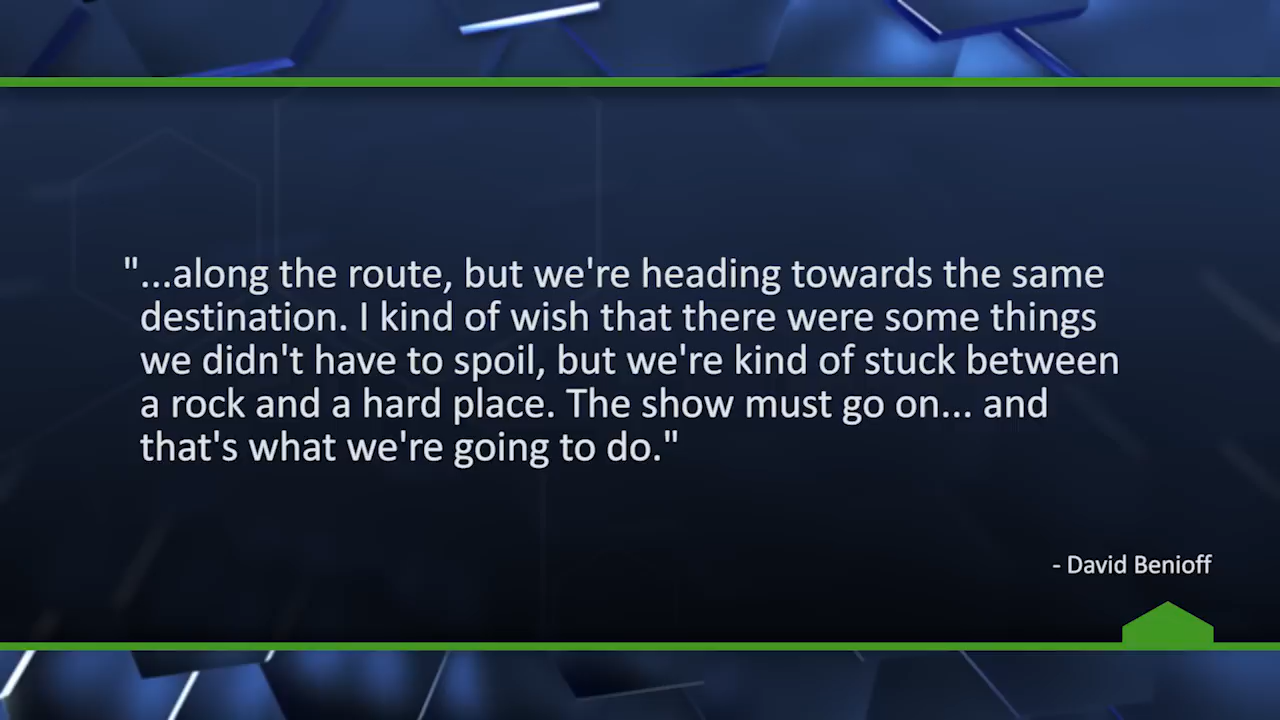 "...along the route, but we're heading towards the same
destination. I kind of wish that there were some things
we didn't have to spoil, but we're kind of stuck between
a rock and a hard place. The show must go on... and
that's what we're going to do."
- David Benioff